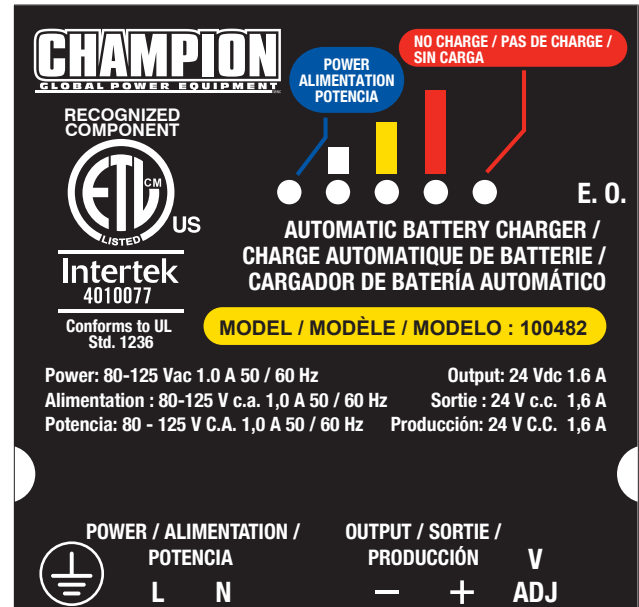 CHAMPION
GLOBAL POWER EQUIPMENT
RECOGNIZED
COMPONENT
ETL
CM
LISTED
US
Intertek
4010077
Conforms to UL
Std. 1236
POWER
ALIMENTATION
POTENCIA
NO CHARGE / PAS DE CHARGE /
SIN CARGA
E. O.
AUTOMATIC BATTERY CHARGER /
CHARGE AUTOMATIQUE DE BATTERIE /
CARGADOR DE BATERÍA AUTOMÁTICO
MODEL / MODÈLE / MODELO : 100482
Power: 80-125 Vac 1.0 A 50 / 60 Hz
Output: 24 Vdc 1.6 A
Alimentation : 80-125 V c.a. 1,0 A 50 / 60 Hz
Sortie : 24 V c.c. 1,6 A
Potencia: 80 - 125 V C.A. 1,0 A 50 / 60 Hz
Producción: 24 V C.C. 1,6 A
POWER / ALIMENTATION /
POTENCIA
L N
OUTPUT / SORTIE /
PRODUCCIÓN
− +
V
ADJ